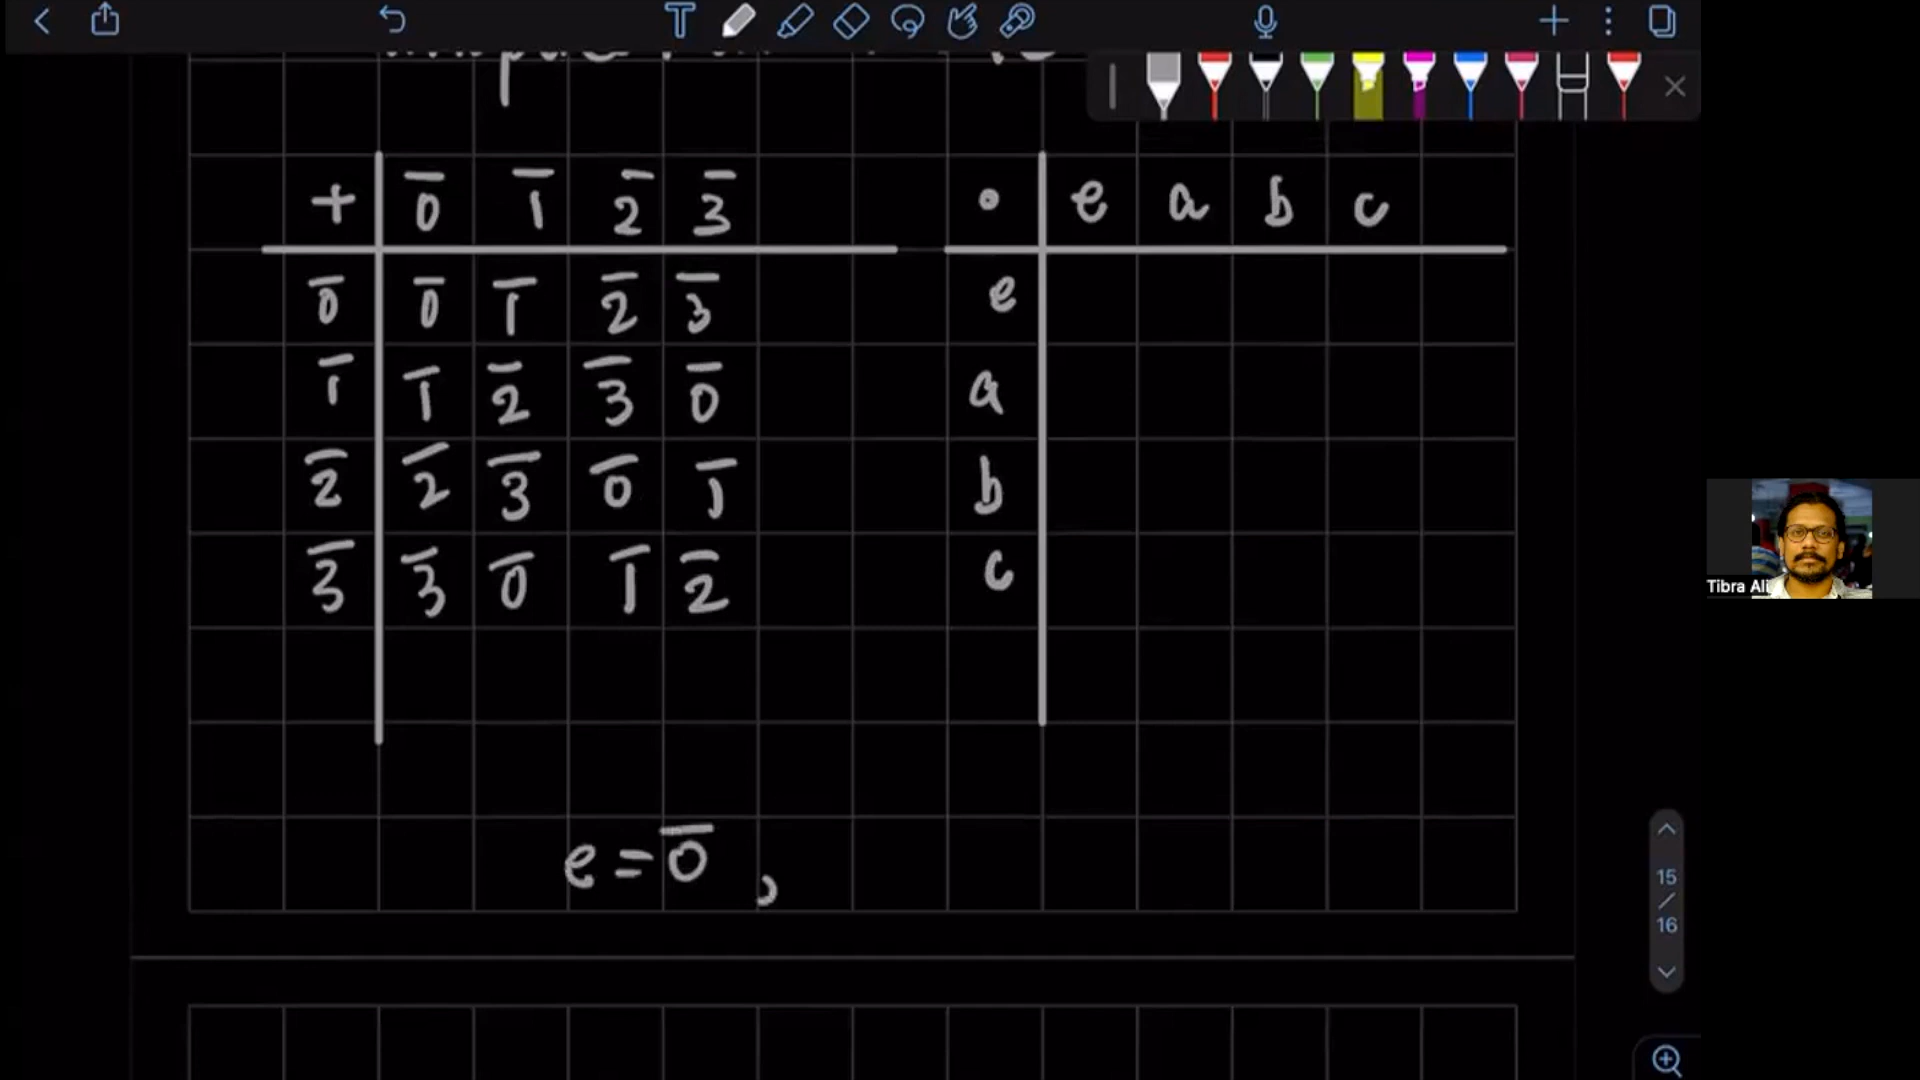 + 0̅ 1̅ 2̅ 3̅ • e a b c
0̅ 0̅ 1̅ 2̅ 3̅ e
1̅ 1̅ 2̅ 3̅ 0̅ a
2̅ 2̅ 3̅ 0̅ 1̅ b
3̅ 3̅ 0̅ 1̅ 2̅ c
e = 0̅ ,
Tibra Ali
15
/
16